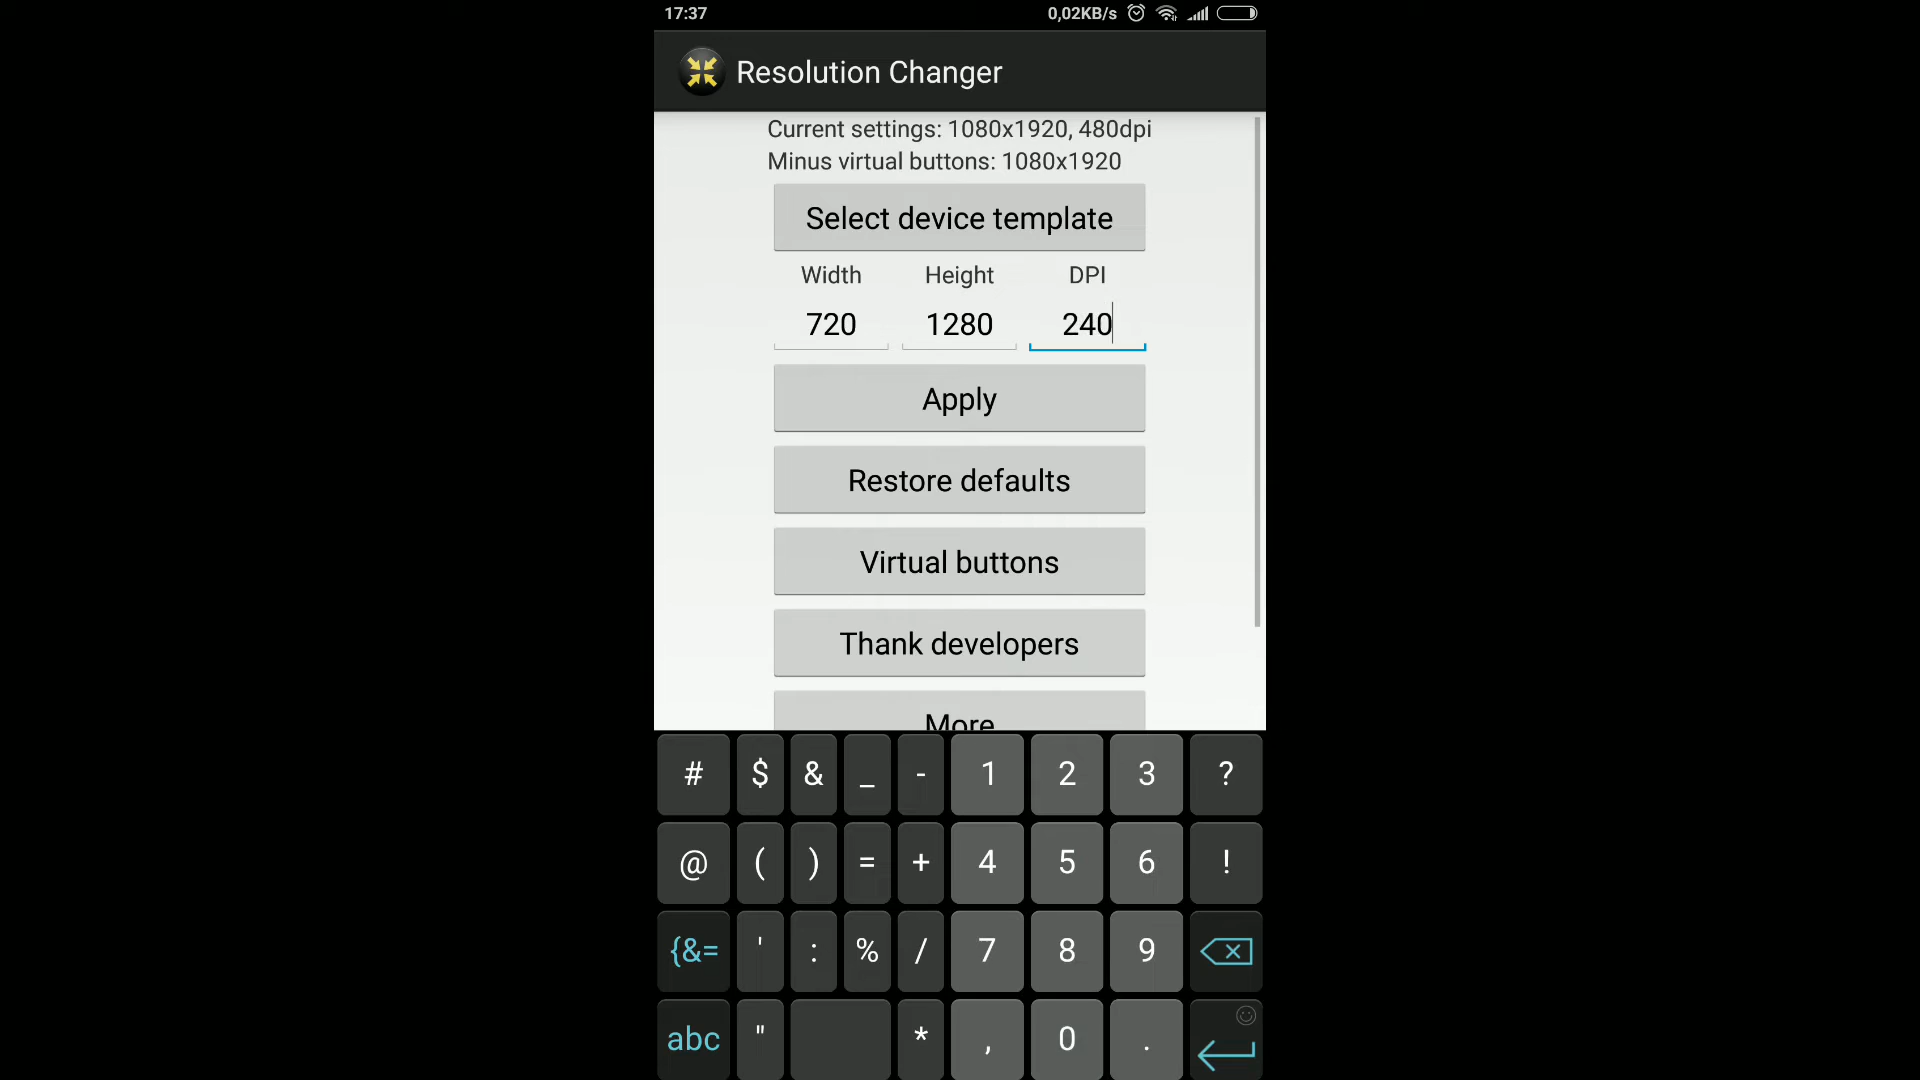 17:37 0,02KB/s
Resolution Changer
Current settings: 1080x1920, 480dpi
Minus virtual buttons: 1080x1920
Select device template
Width Height DPI
720 1280 240
Apply
Restore defaults
Virtual buttons
Thank developers
More
# $ & _ - 1 2 3 ?
@ ( ) = + 4 5 6 !
{&= ' : % / 7 8 9
abc " * , 0 .